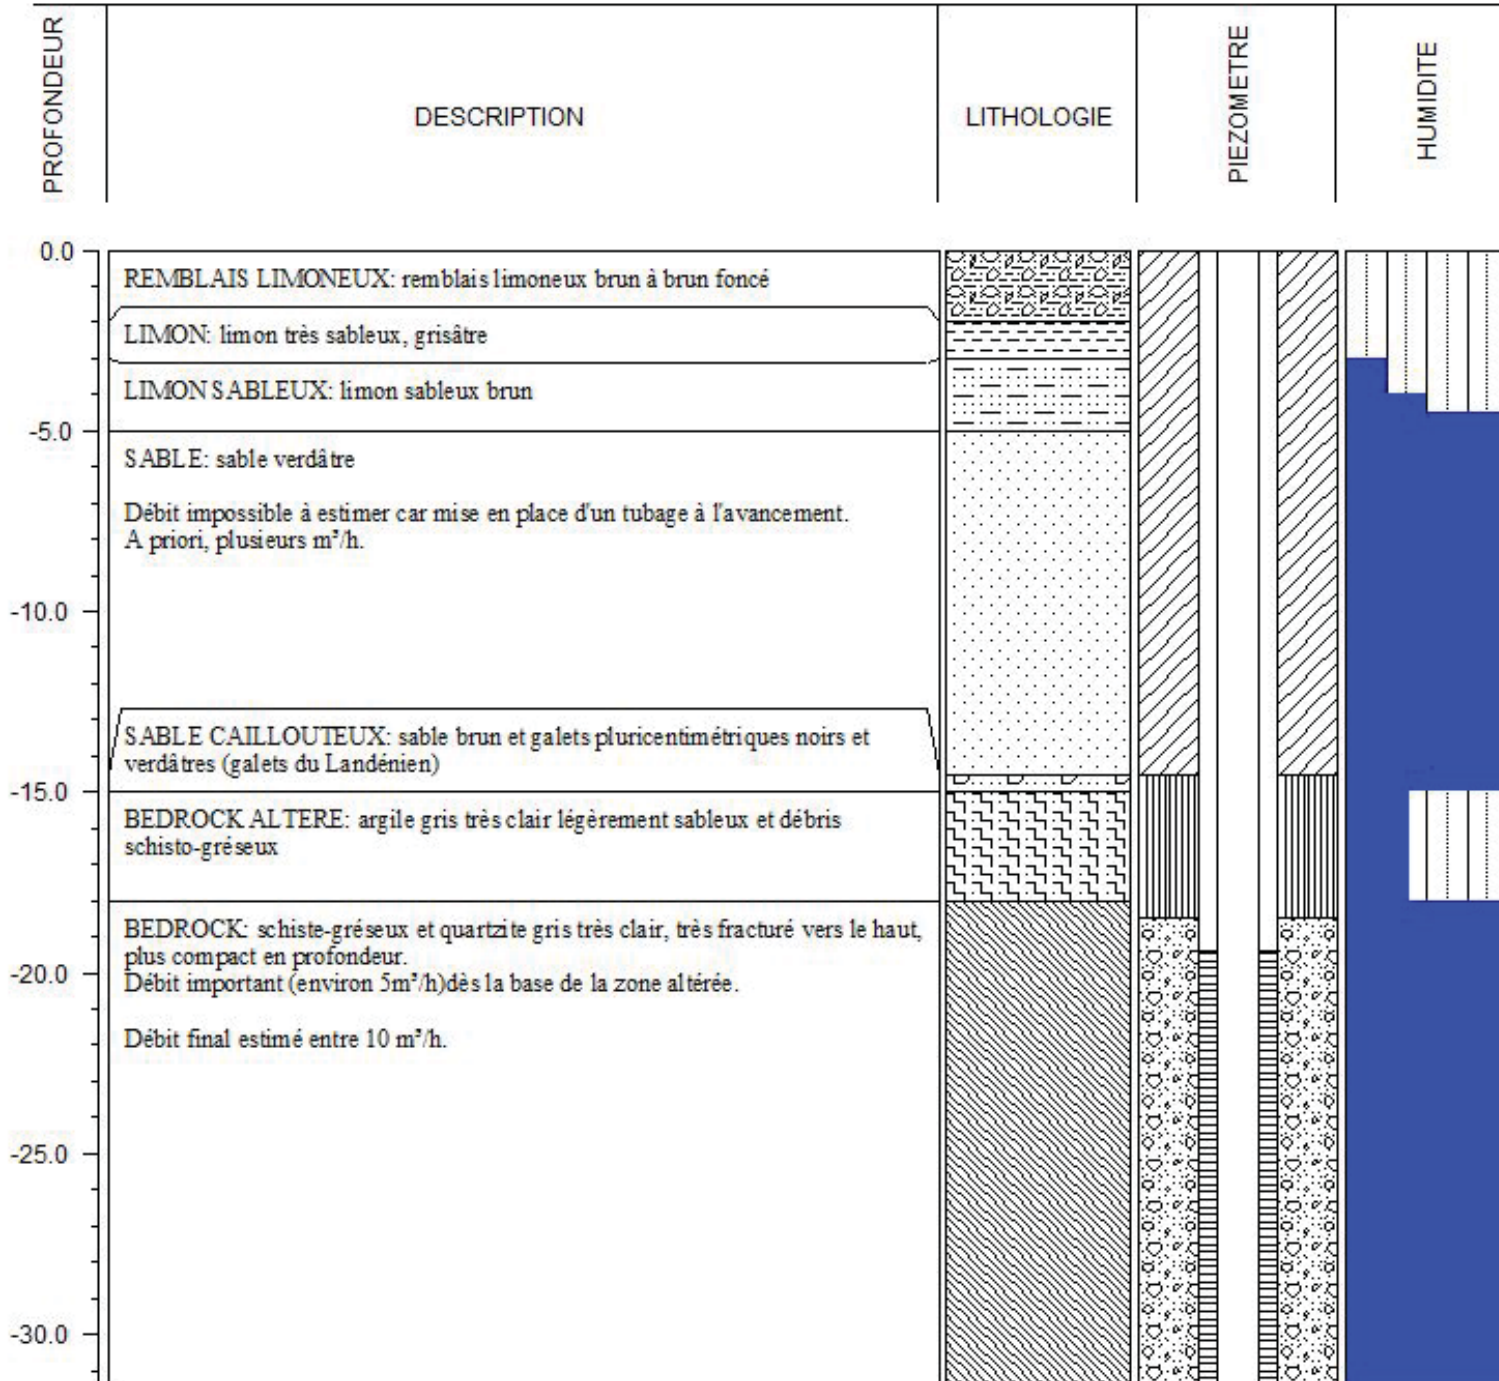 PROFONDEUR
DESCRIPTION
LITHOLOGIE
PIEZOMETRE
HUMIDITE
0.0
REMBLAIS LIMONEUX: remblais limoneux brun à brun foncé
LIMON: limon très sableux, grisâtre
LIMON SABLEUX: limon sableux brun
-5.0
SABLE: sable verdâtre
Débit impossible à estimer car mise en place d'un tubage à l'avancement.
A priori, plusieurs m³/h.
-10.0
SABLE CAILLOUTEUX: sable brun et galets pluricentimétriques noirs et
verdâtres (galets du Landénien)
-15.0
BEDROCK ALTERE: argile gris très clair légèrement sableux et débris
schisto-gréseux
BEDROCK: schiste-gréseux et quartzite gris très clair, très fracturé vers le haut,
plus compact en profondeur.
-20.0
Débit important (environ 5m³/h)dès la base de la zone altérée.
Débit final estimé entre 10 m³/h.
-25.0
-30.0